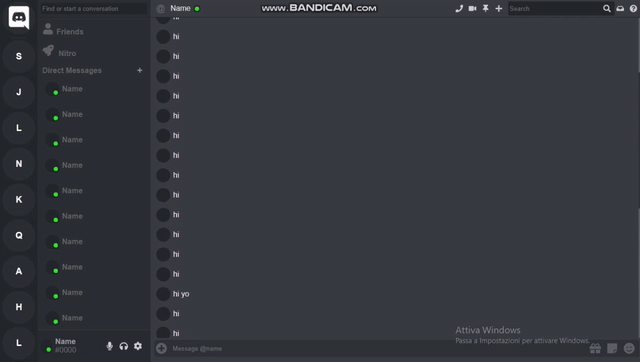 Find or start a conversation
@ Name
www.BANDICAM.com
Search
Friends
Nitro
Direct Messages +
S
J
L
N
K
Q
A
H
L
Name
Name
Name
Name
Name
Name
Name
Name
Name
Name
Name
#0000
hi
hi
hi
hi
hi
hi
hi
hi
hi
hi
hi
hi
hi
hi
hi yo
hi
hi
Message @name
Attiva Windows
Passa a Impostazioni per attivare Windows.